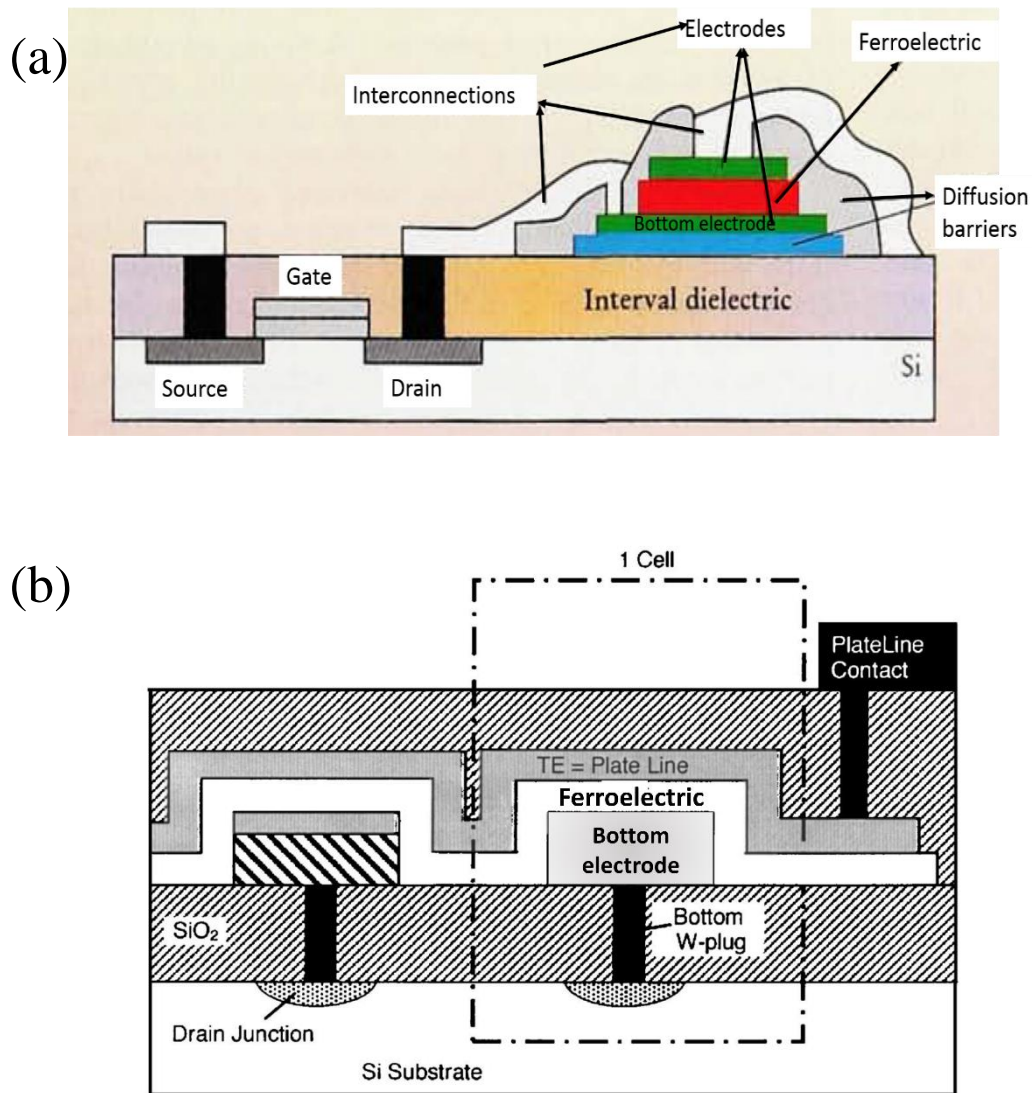 (a)
Electrodes
Ferroelectric
Interconnections
Diffusion
barriers
Bottom electrode
Gate
Interval dielectric
Source
Drain
Si
(b)
1 Cell
PlateLine
Contact
TE = Plate Line
Ferroelectric
Bottom
electrode
SiO₂
Bottom
W-plug
Drain Junction
Si Substrate